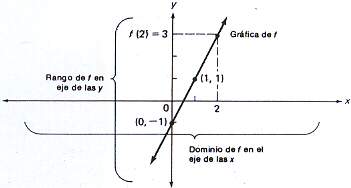 y
f (2) = 3
Gráfica de f
Rango de f en
eje de las y
(1, 1)
0
2
x
(0, −1)
Dominio de f en el
eje de las x